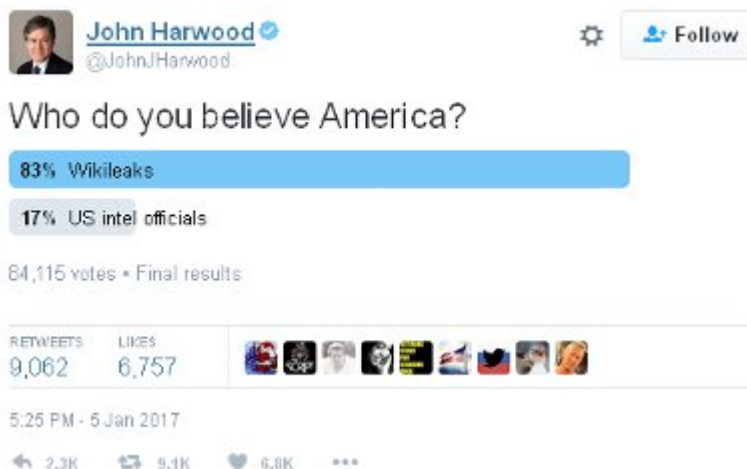 John Harwood
Follow
@JohnJHarwood
Who do you believe America?
83% Wikileaks
17% US intel officials
84,115 votes • Final results
RETWEETS LIKES
9,062 6,757
5:25 PM - 5 Jan 2017
2.3K 9.1K 6.8K